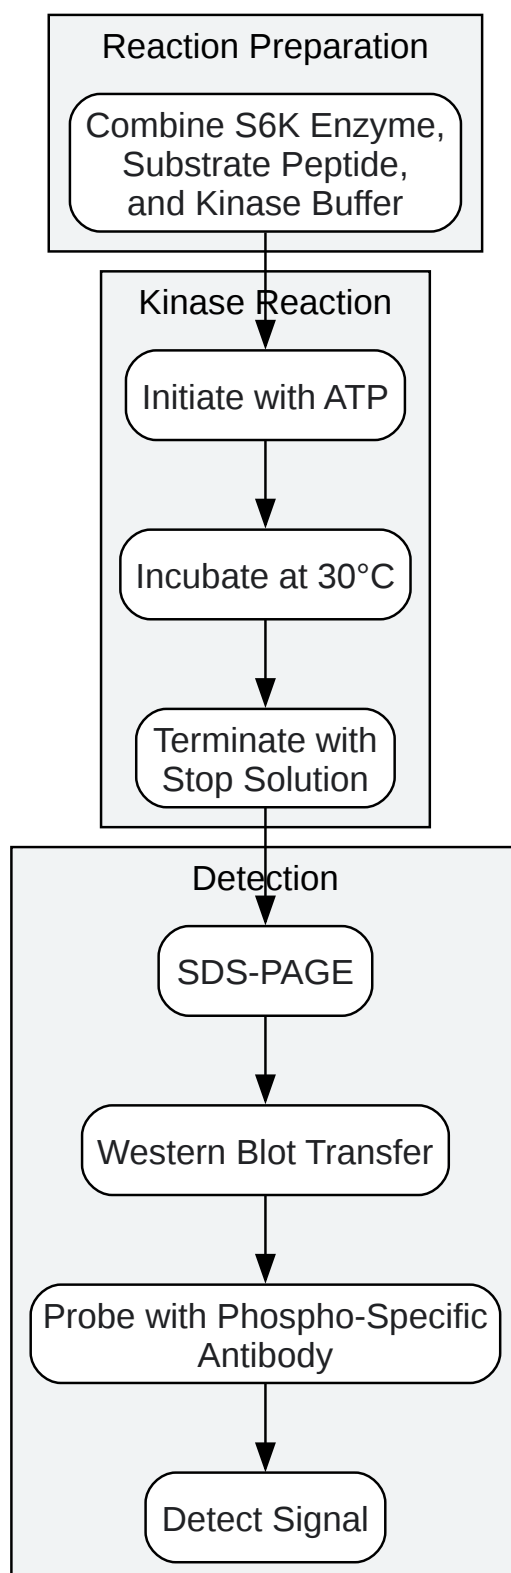 Reaction Preparation
Combine S6K Enzyme,
Substrate Peptide,
and Kinase Buffer
Kinase Reaction
Initiate with ATP
Incubate at 30°C
Terminate with
Stop Solution
Detection
SDS-PAGE
Western Blot Transfer
Probe with Phospho-Specific
Antibody
Detect Signal